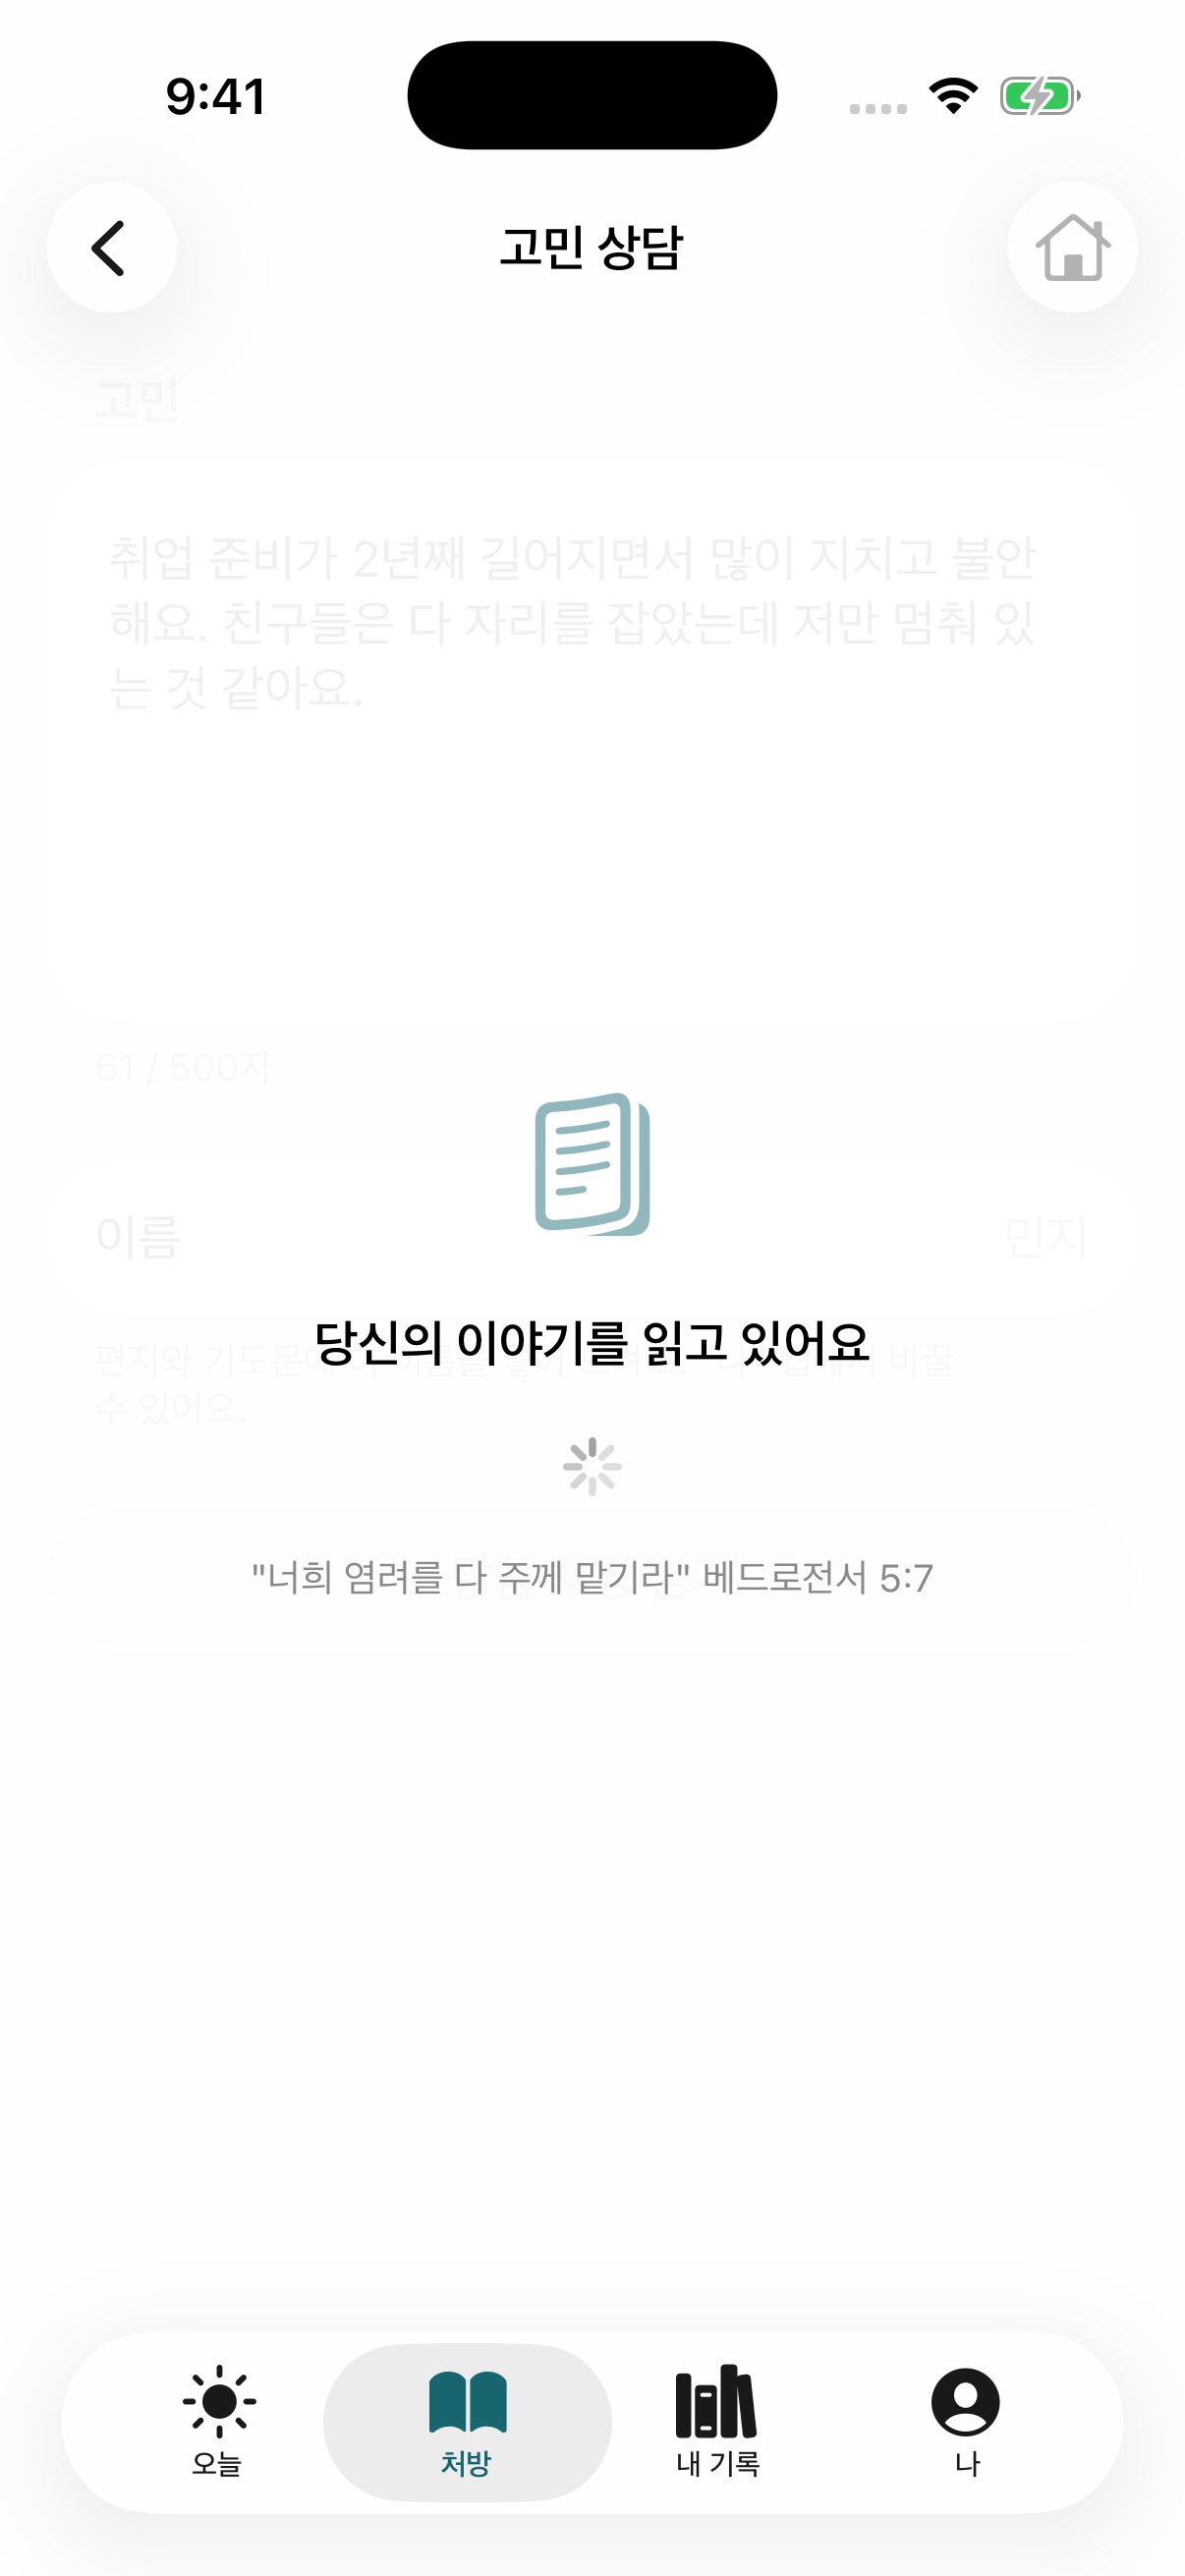 9:41
고민 상담
고민
취업 준비가 2년째 길어지면서 많이 지치고 불안
해요. 친구들은 다 자리를 잡았는데 저만 멈춰 있
는 것 같아요.
61 / 500자
이름
민지
당신의 이야기를 읽고 있어요
편지와 바꿀
수 있어요.
"너희 염려를 다 주께 맡기라" 베드로전서 5:7
오늘
처방
내 기록
나